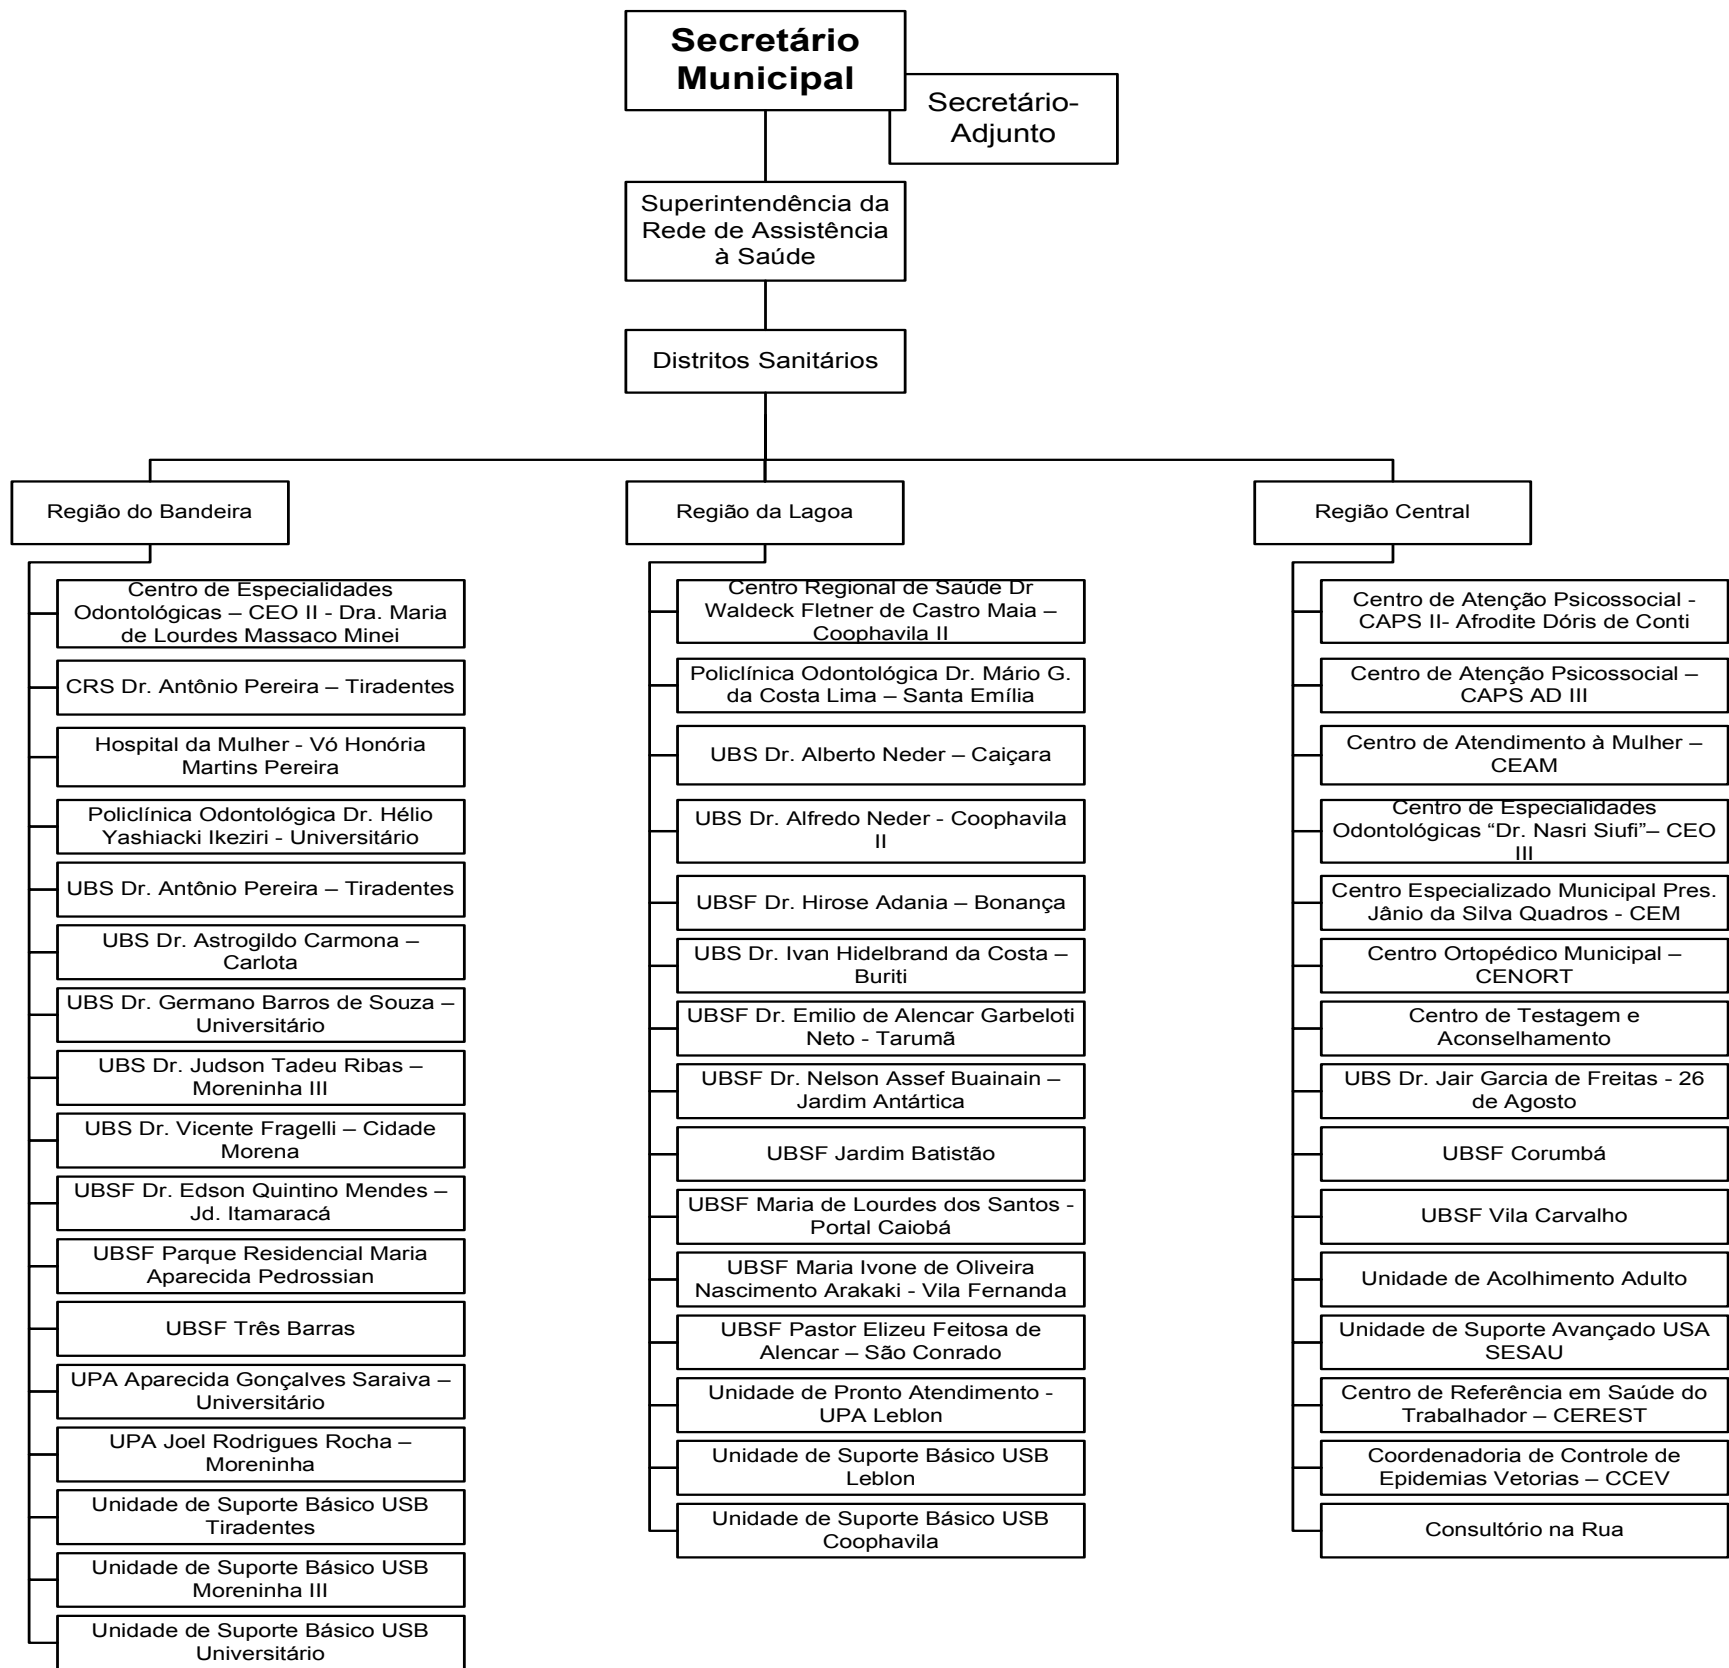 Secretário
Municipal
Secretário-
Adjunto
Superintendência da
Rede de Assistência
à Saúde
Distritos Sanitários
Região do Bandeira
Centro de Especialidades
Odontológicas – CEO II - Dra. Maria
de Lourdes Massaco Minei
CRS Dr. Antônio Pereira – Tiradentes
Hospital da Mulher - Vó Honória
Martins Pereira
Policlínica Odontológica Dr. Hélio
Yashiacki Ikeziri - Universitário
UBS Dr. Antônio Pereira – Tiradentes
UBS Dr. Astrogildo Carmona –
Carlota
UBS Dr. Germano Barros de Souza –
Universitário
UBS Dr. Judson Tadeu Ribas –
Moreninha III
UBS Dr. Vicente Fragelli – Cidade
Morena
UBSF Dr. Edson Quintino Mendes –
Jd. Itamaracá
UBSF Parque Residencial Maria
Aparecida Pedrossian
UBSF Três Barras
UPA Aparecida Gonçalves Saraiva –
Universitário
UPA Joel Rodrigues Rocha –
Moreninha
Unidade de Suporte Básico USB
Tiradentes
Unidade de Suporte Básico USB
Moreninha III
Unidade de Suporte Básico USB
Universitário
Região da Lagoa
Centro Regional de Saúde Dr
Waldeck Fletner de Castro Maia –
Coophavila II
Policlínica Odontológica Dr. Mário G.
da Costa Lima – Santa Emília
UBS Dr. Alberto Neder – Caiçara
UBS Dr. Alfredo Neder - Coophavila
II
UBSF Dr. Hirose Adania – Bonança
UBS Dr. Ivan Hidelbrand da Costa –
Buriti
UBSF Dr. Emilio de Alencar Garbeloti
Neto - Tarumã
UBSF Dr. Nelson Assef Buainain –
Jardim Antártica
UBSF Jardim Batistão
UBSF Maria de Lourdes dos Santos -
Portal Caiobá
UBSF Maria Ivone de Oliveira
Nascimento Arakaki - Vila Fernanda
UBSF Pastor Elizeu Feitosa de
Alencar – São Conrado
Unidade de Pronto Atendimento -
UPA Leblon
Unidade de Suporte Básico USB
Leblon
Unidade de Suporte Básico USB
Coophavila
Região Central
Centro de Atenção Psicossocial -
CAPS II- Afrodite Dóris de Conti
Centro de Atenção Psicossocial –
CAPS AD III
Centro de Atendimento à Mulher –
CEAM
Centro de Especialidades
Odontológicas “Dr. Nasri Siufi”– CEO
III
Centro Especializado Municipal Pres.
Jânio da Silva Quadros - CEM
Centro Ortopédico Municipal –
CENORT
Centro de Testagem e
Aconselhamento
UBS Dr. Jair Garcia de Freitas - 26
de Agosto
UBSF Corumbá
UBSF Vila Carvalho
Unidade de Acolhimento Adulto
Unidade de Suporte Avançado USA
SESAU
Centro de Referência em Saúde do
Trabalhador – CEREST
Coordenadoria de Controle de
Epidemias Vetorias – CCEV
Consultório na Rua